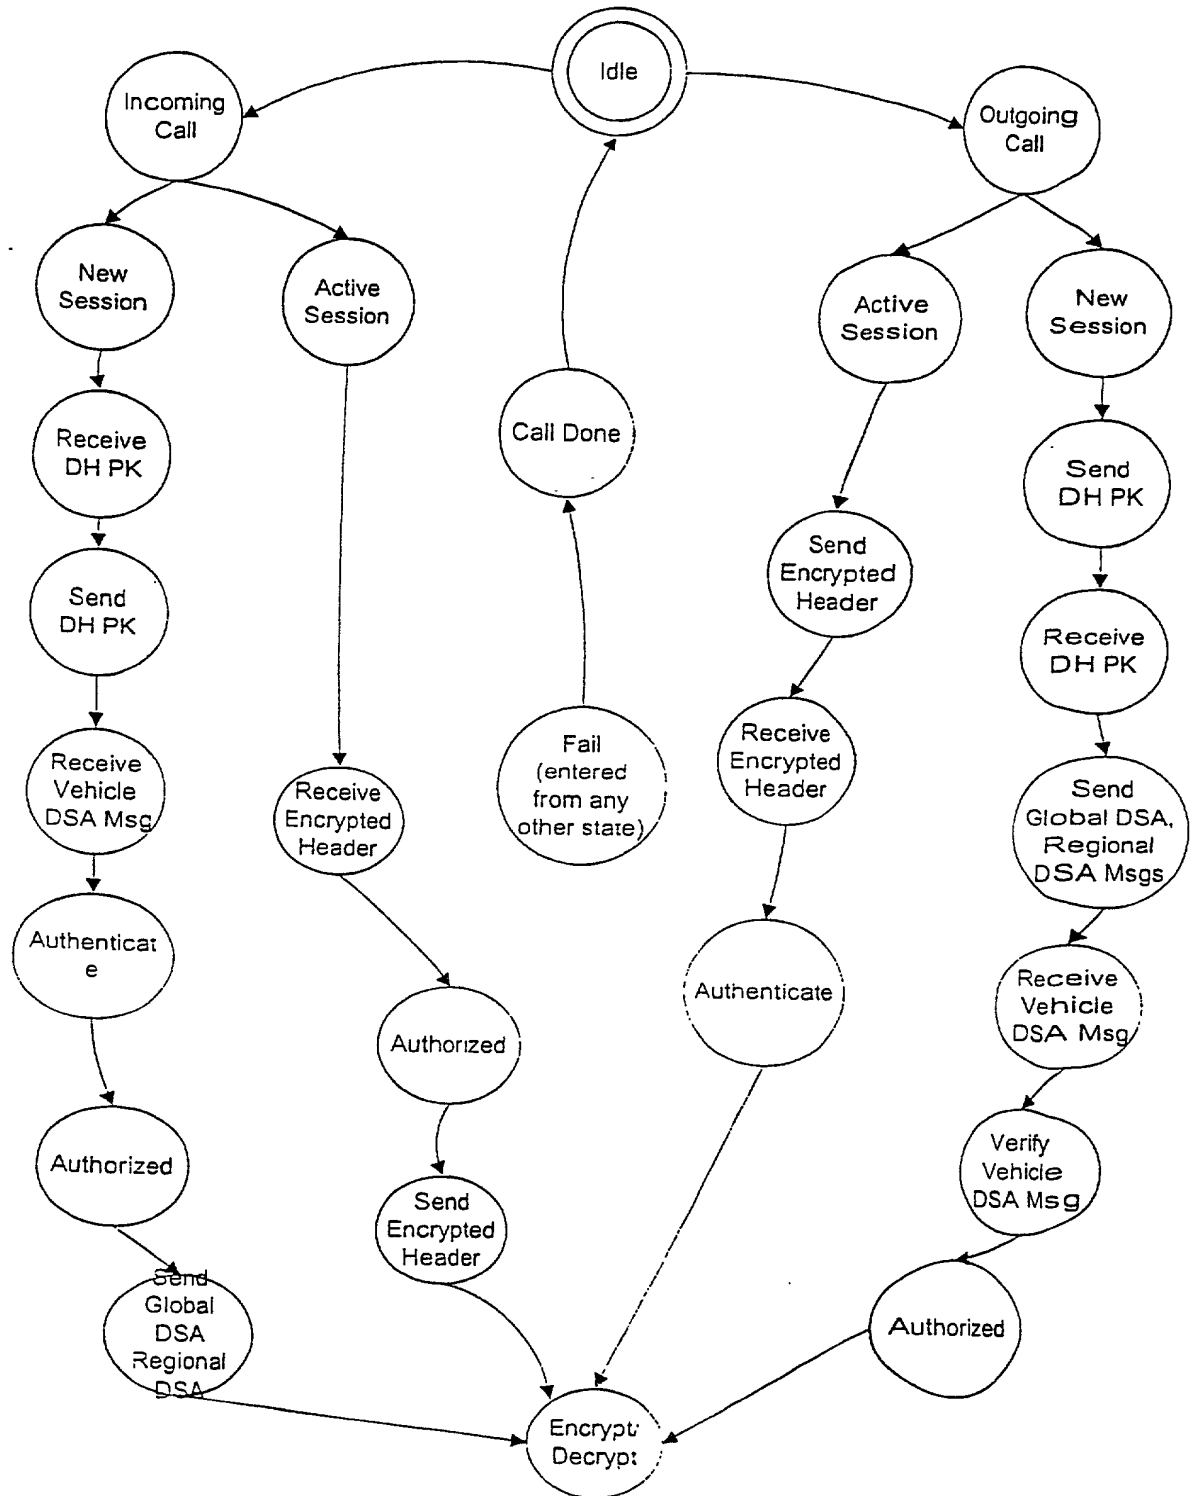 Idle
Incoming
Call
Outgoing
Call
New
Session
Active
Session
Active
Session
New
Session
Receive
DH PK
Call Done
Send
DH PK
Send
DH PK
Send
Encrypted
Header
Receive
DH PK
Receive
Vehicle
DSA Msg
Receive
Encrypted
Header
Fail
(entered
from any
other state)
Receive
Encrypted
Header
Send
Global DSA,
Regional
DSA Msgs
Authenticat
e
Authorized
Authenticate
Receive
Vehicle
DSA Msg
Authorized
Send
Encrypted
Header
Verify
Vehicle
DSA Msg
Send
Global
DSA
Regional
DSA
Authorized
Encrypt/
Decrypt